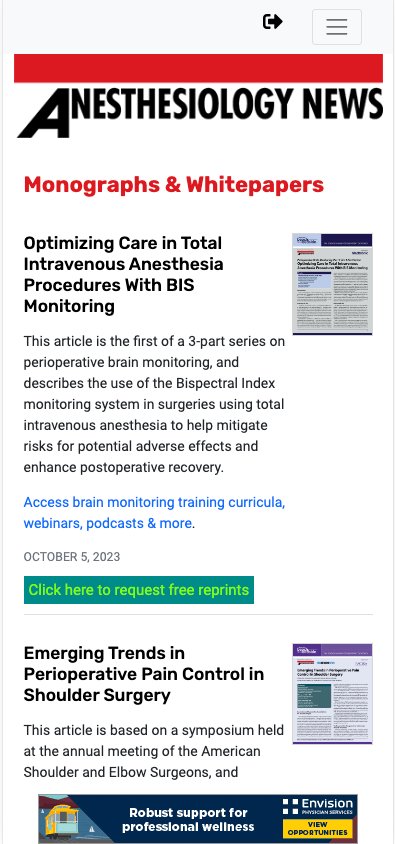 ANESTHESIOLOGY NEWS
Monographs & Whitepapers
Optimizing Care in Total
Intravenous Anesthesia
Procedures With BIS
Monitoring
This article is the first of a 3-part series on
perioperative brain monitoring, and
describes the use of the Bispectral Index
monitoring system in surgeries using total
intravenous anesthesia to help mitigate
risks for potential adverse effects and
enhance postoperative recovery.
Access brain monitoring training curricula,
webinars, podcasts & more.
OCTOBER 5, 2023
Click here to request free reprints
Emerging Trends in
Perioperative Pain Control in
Shoulder Surgery
This article is based on a symposium held
at the annual meeting of the American
Shoulder and Elbow Surgeons, and
Robust support for
professional wellness
Envision
PHYSICIAN SERVICES
VIEW
OPPORTUNITIES